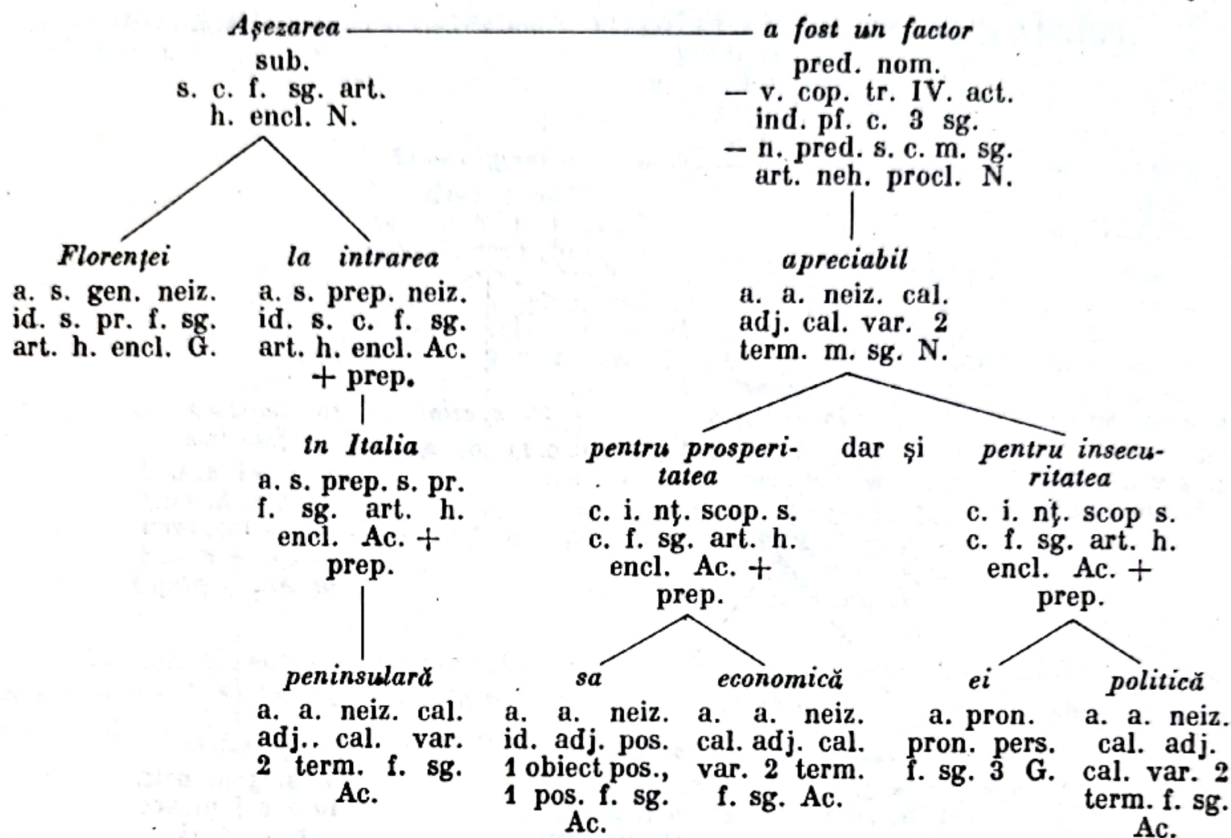 Așezarea — a fost un factor
sub.
s. c. f. sg. art.
h. encl. N.
pred. nom.
— v. cop. tr. IV. act.
ind. pf. c. 3 sg.
— n. pred. s. c. m. sg.
art. neh. procl. N.
Florenței
a. s. gen. neiz.
id. s. pr. f. sg.
art. h. encl. G.
la intrarea
a. s. prep. neiz.
id. s. c. f. sg.
art. h. encl. Ac.
+ prep.
apreciabil
a. a. neiz. cal.
adj. cal. var. 2
term. m. sg. N.
în Italia
a. s. prep. s. pr.
f. sg. art. h.
encl. Ac. +
prep.
pentru prosperi-
tatea
c. i. nț. scop. s.
c. f. sg. art. h.
encl. Ac. +
prep.
dar și
pentru insecu-
ritatea
c. i. nț. scop s.
c. f. sg. art. h.
encl. Ac. +
prep.
peninsulară
a. a. neiz. cal.
adj.. cal. var.
2 term. f. sg.
Ac.
sa
a. a. neiz.
id. adj. pos.
1 obiect pos.,
1 pos. f. sg.
Ac.
economică
a. a. neiz.
cal. adj. cal.
var. 2 term.
f. sg. Ac.
ei
a. pron.
pron. pers.
f. sg. 3 G.
politică
a. a. neiz.
cal. adj.
cal. var. 2
term. f. sg.
Ac.